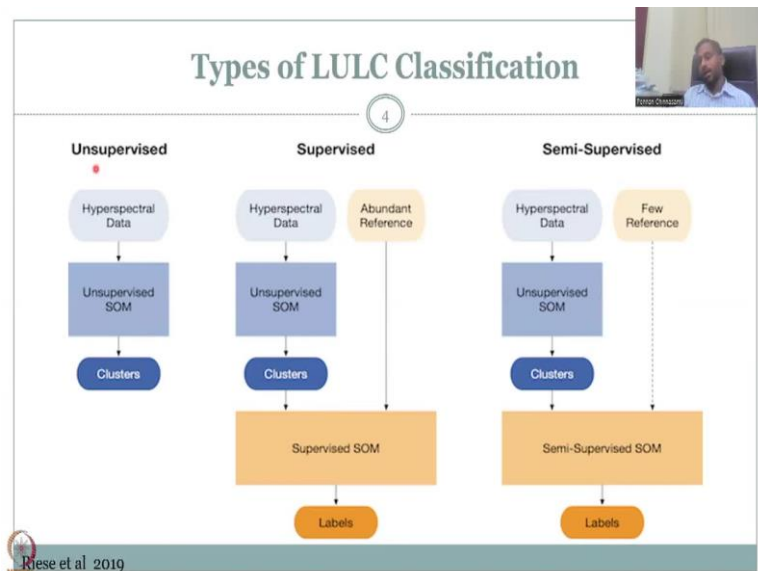 Types of LULC Classification
Pennan Chinnasamy
4
Unsupervised
Hyperspectral
Data
Unsupervised
SOM
Clusters
Supervised
Hyperspectral
Data
Abundant
Reference
Unsupervised
SOM
Clusters
Supervised SOM
Labels
Semi-Supervised
Hyperspectral
Data
Few
Reference
Unsupervised
SOM
Clusters
Semi-Supervised SOM
Labels
Riese et al 2019